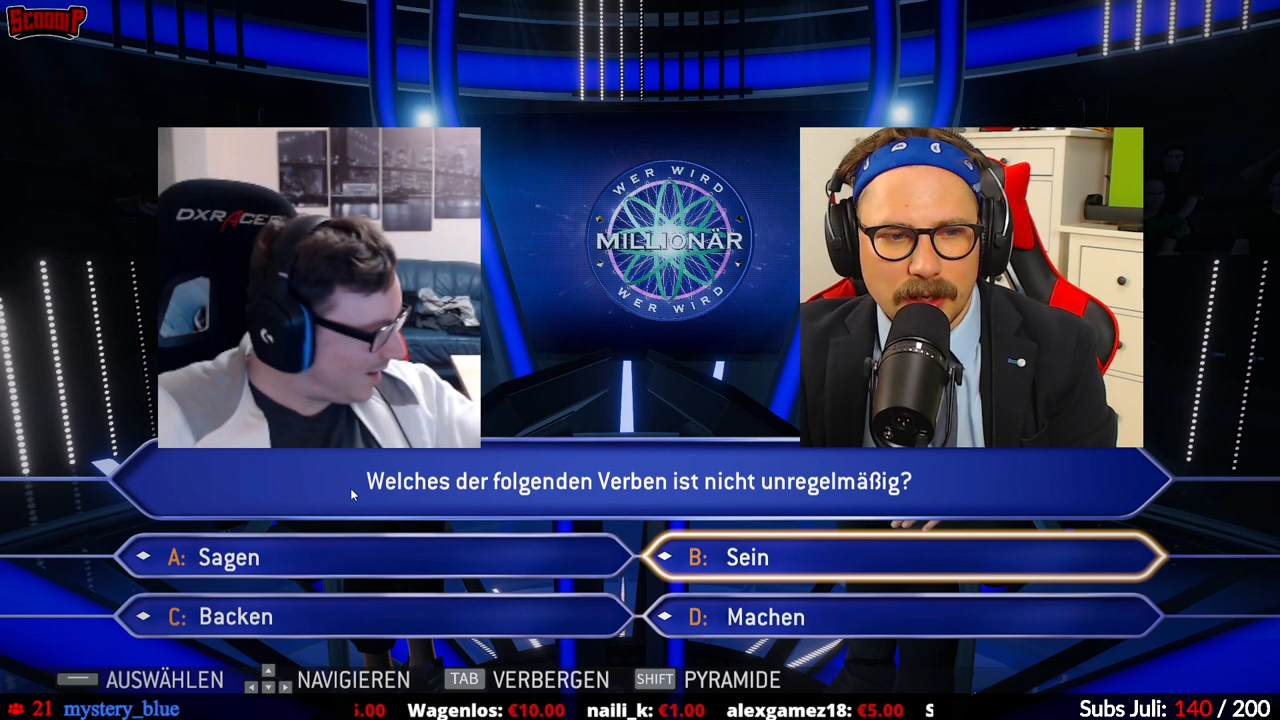 SCOOOIP
DXRACER
WER WIRD
MILLIONÄR
WER WIRD
Welches der folgenden Verben ist nicht unregelmäßig?
A: Sagen
B: Sein
C: Backen
D: Machen
AUSWÄHLEN NAVIGIEREN TAB VERBERGEN SHIFT PYRAMIDE
21 mystery_blue
5.00 Wagenlos: €10.00 naili_k: €1.00 alexgamez18: €5.00 S
Subs Juli: 140 / 200